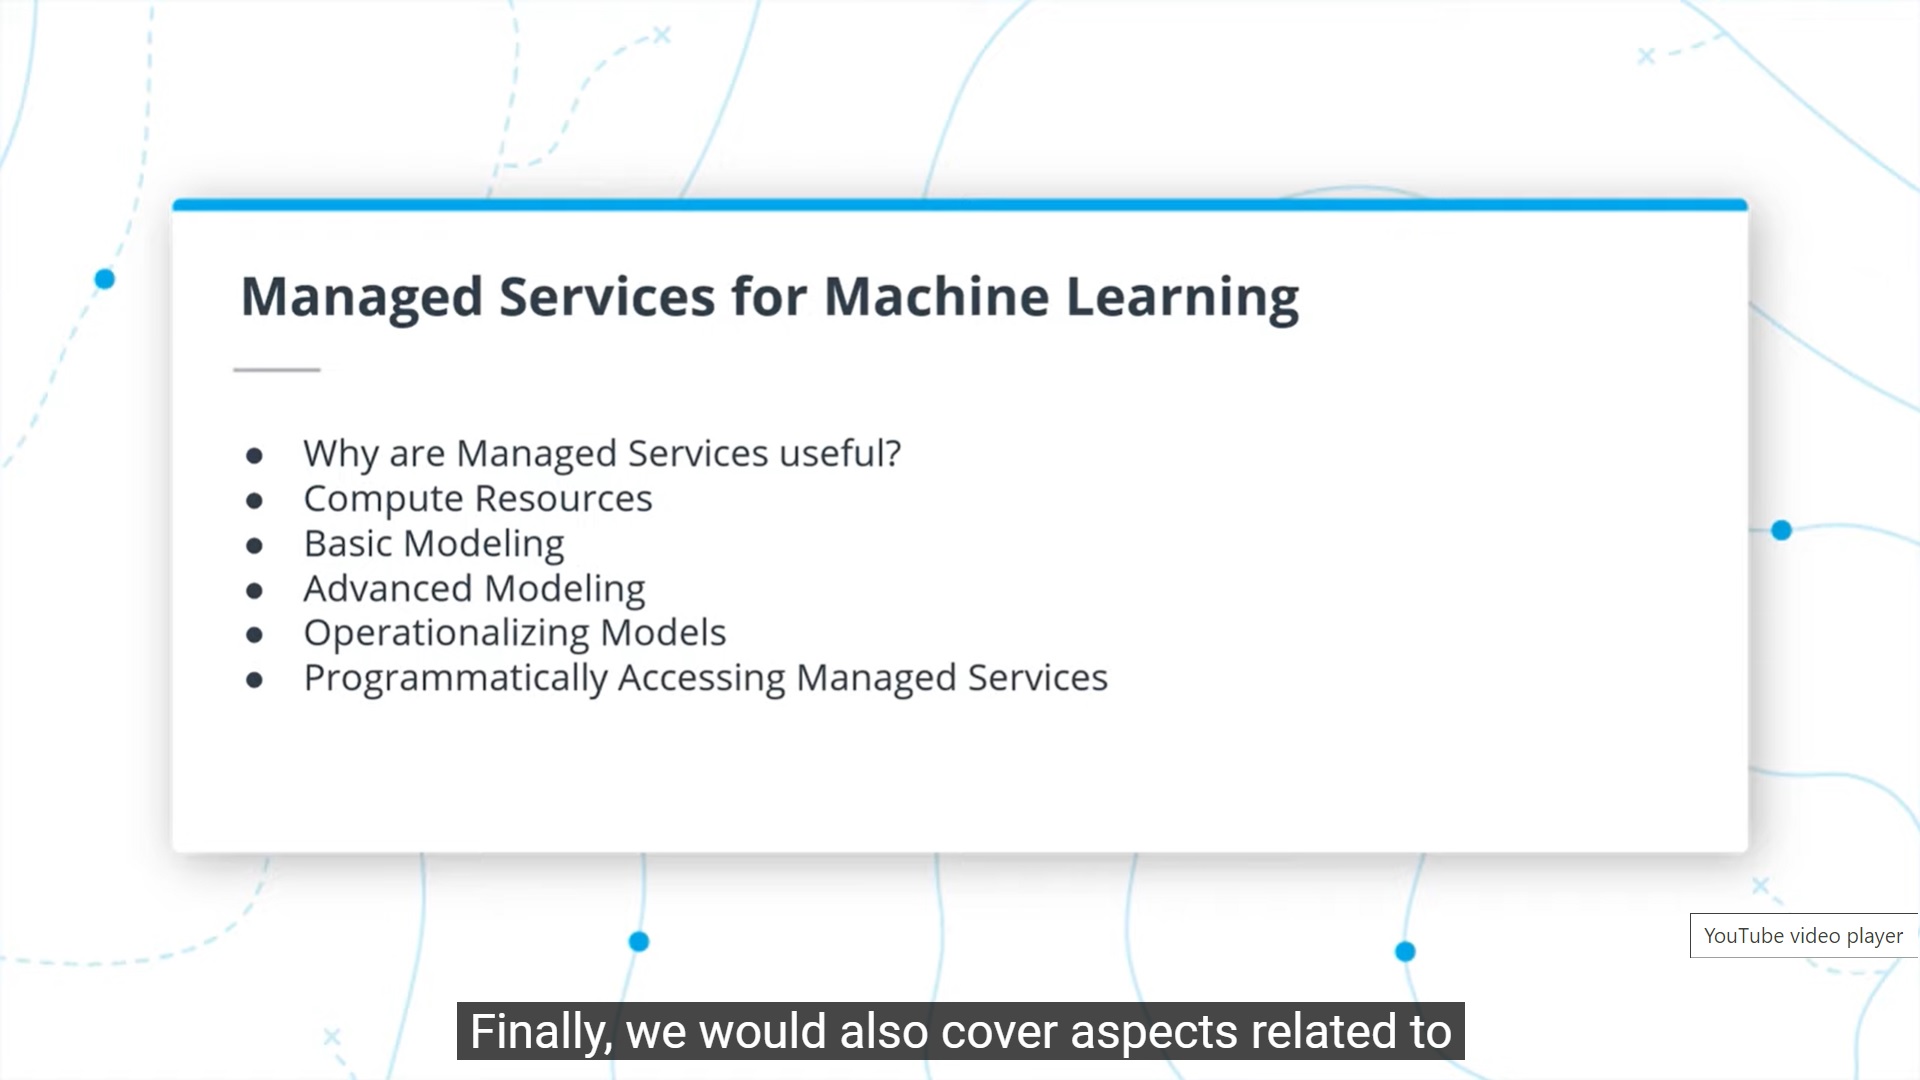 Managed Services for Machine Learning
● Why are Managed Services useful?
● Compute Resources
● Basic Modeling
● Advanced Modeling
● Operationalizing Models
● Programmatically Accessing Managed Services
YouTube video player
Finally, we would also cover aspects related to